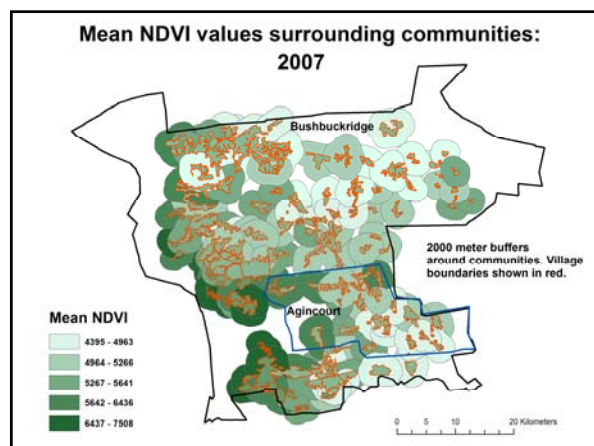 Mean NDVI values surrounding communities:
2007
Bushbuckridge
2000 meter buffers
around communities. Village
boundaries shown in red.
Agincourt
Mean NDVI
4395 - 4963
4964 - 5266
5267 - 5641
5642 - 6436
6437 - 7508
0 5 10 20 Kilometers